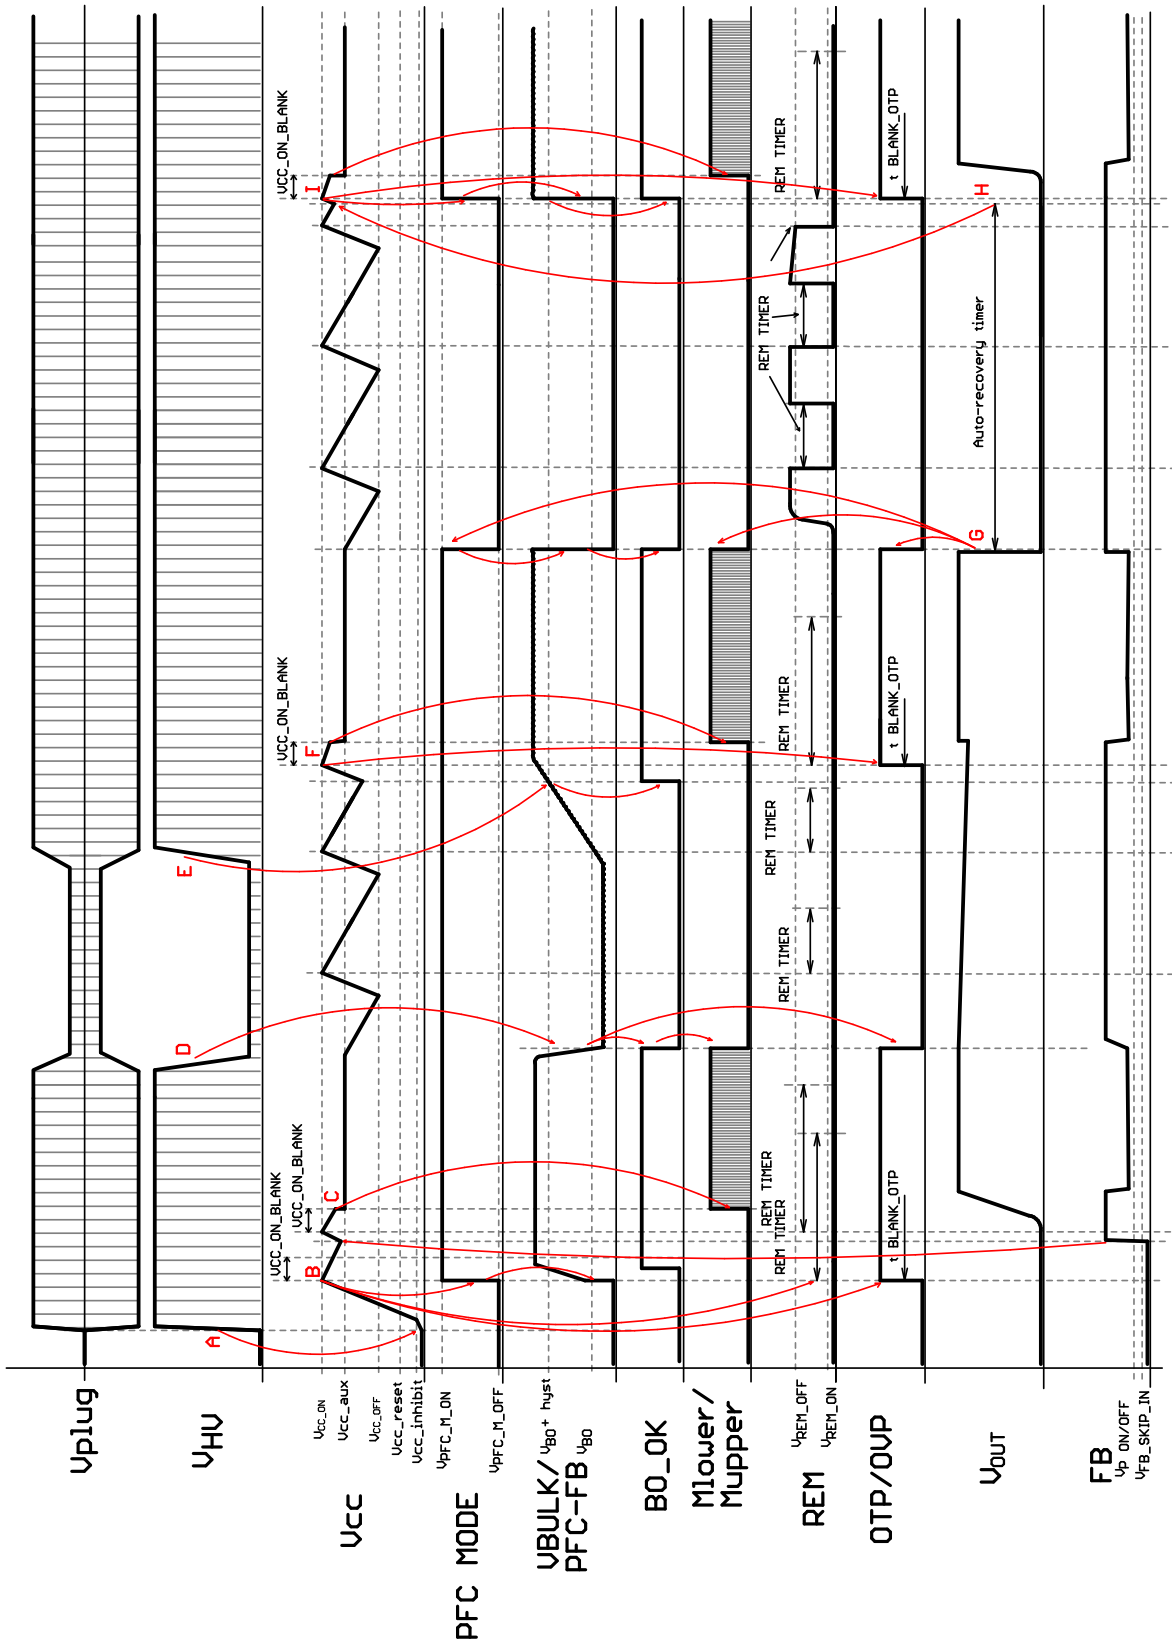 Vplug
VHV
VCC_ON
Vcc_aux
VCC_OFF
Vcc_reset
Vcc_inhibit
Vcc
VPFC_M_ON
VPFC_M_OFF
PFC MODE
VBULK/
PFC-FB
VBO+ hyst
VBO
BO_OK
Mlower/
Mupper
VREM_OFF
VREM_ON
REM
OTP/OVP
VOUT
FB
VP ON/OFF
VFB_SKIP_IN
A
B
C
D
E
F
G
H
I
VCC_ON_BLANK
VCC_ON_BLANK
VCC_ON_BLANK
VCC_ON_BLANK
REM TIMER
REM TIMER
REM TIMER
REM TIMER
REM TIMER
REM TIMER
REM TIMER
t BLANK_OTP
t BLANK_OTP
t BLANK_OTP
Auto-recovery timer